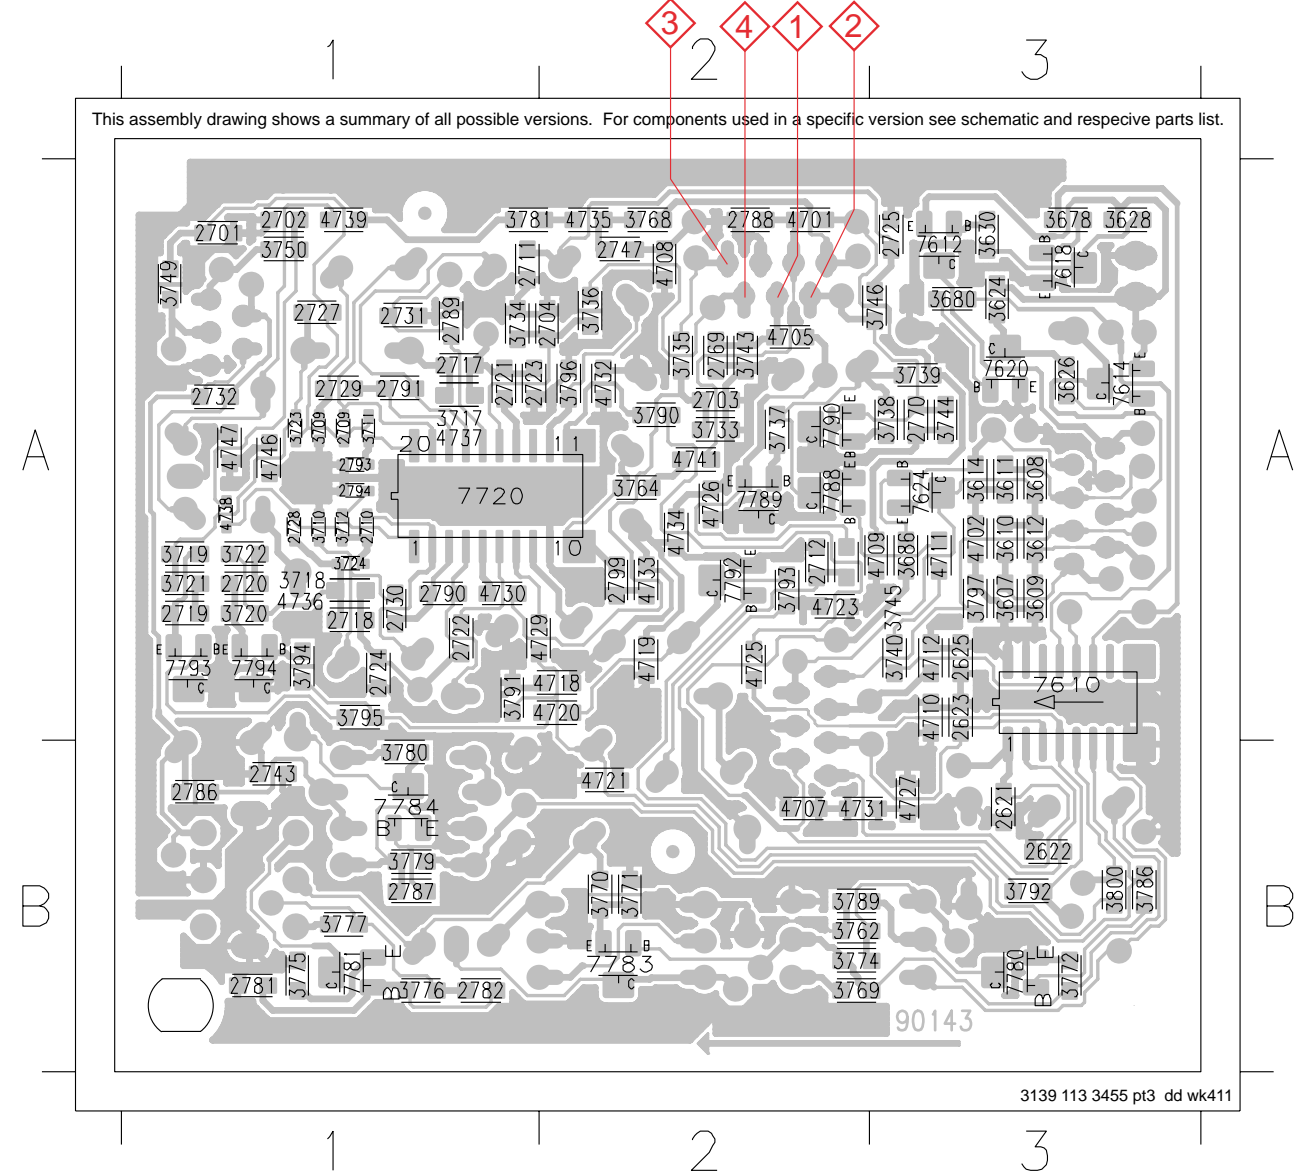 3 4 1 2
1 2 3
This assembly drawing shows a summary of all possible versions. For components used in a specific version see schematic and respecive parts list.
2701 2702 4739 3781 4735 3768 2788 4701 2725 E B 3630 3678 3628
3750 2711 2747 4708 7612 C B 7618 C E
3749 2727 2731 2789 3734 2704 3736 4705 3746 3680 3624
3735 2769 3743
2717 2721 2723 3796 4732 3739 C 7620 B E 3626 C 7614 E B
2732 2729 2791 2703
3717 3790 3733 3737 C 7790 E B 3738 2770 3744
4737
3723 3709 2709 3711
A 4747 4746 20 11 4741 A
2793
2794 7720 3764 4726 E 7789 B C C 7788 E B B 7624 C E 3614 3611 3608
4738 2728 3710 3712 2710 4734
1 10
3719 3722 3724 2712 4709 3686 4711 4702 3610 3612
3721 2720 3718 2790 4730 2799 4733 C 7792 E B 3793 3797 3607 3609
2719 3720 4736 2730 4723 3745
2718
2722 4729
E 7793 B C E 7794 B C 3794 2724 4719 4725 3740 4712 2625
3791 4718 7610
3795 4720 4710 2623 1
3780
2786 2743 4721
C 7784 B E 4707 4731 4727 2621
3779 2622
2787 3770 3771 3789 3792 3800 3786
B B
3777 3762
E 7783 B C
2781 3775 C 7781 E B 3776 2782 3774 C 7780 E B 3772
3769
90143
3139 113 3455 pt3 dd wk411
1 2 3